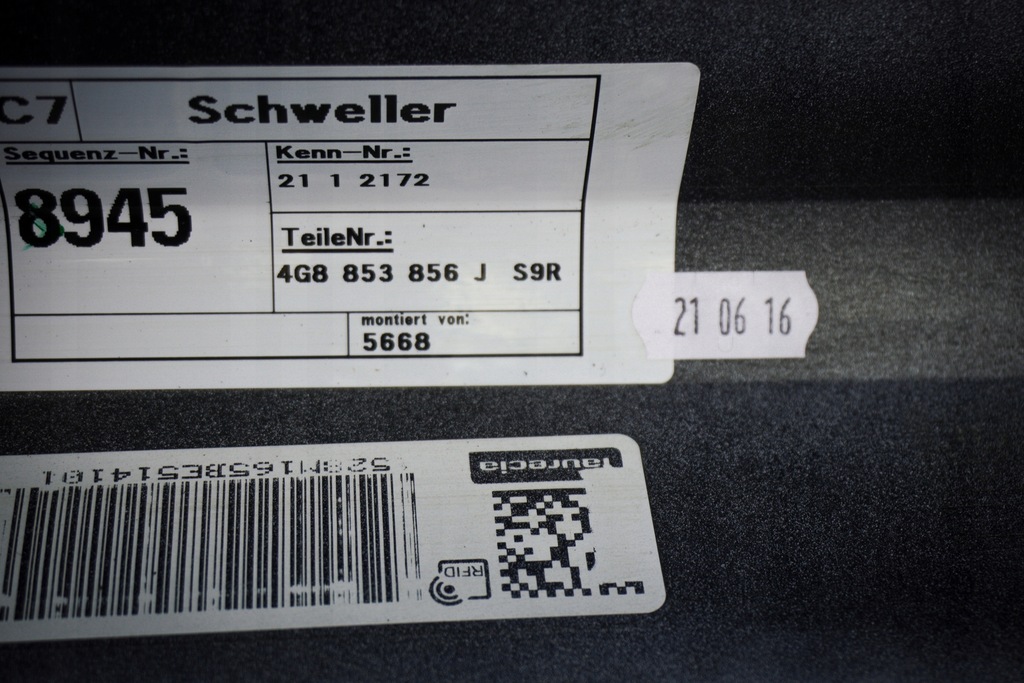 C7 Schweller
Sequenz-Nr.:
8945
Kenn-Nr.:
21 1 2172
TeileNr.:
4G8 853 856 J S9R
montiert von:
5668
21 06 16
faurecia
RFID